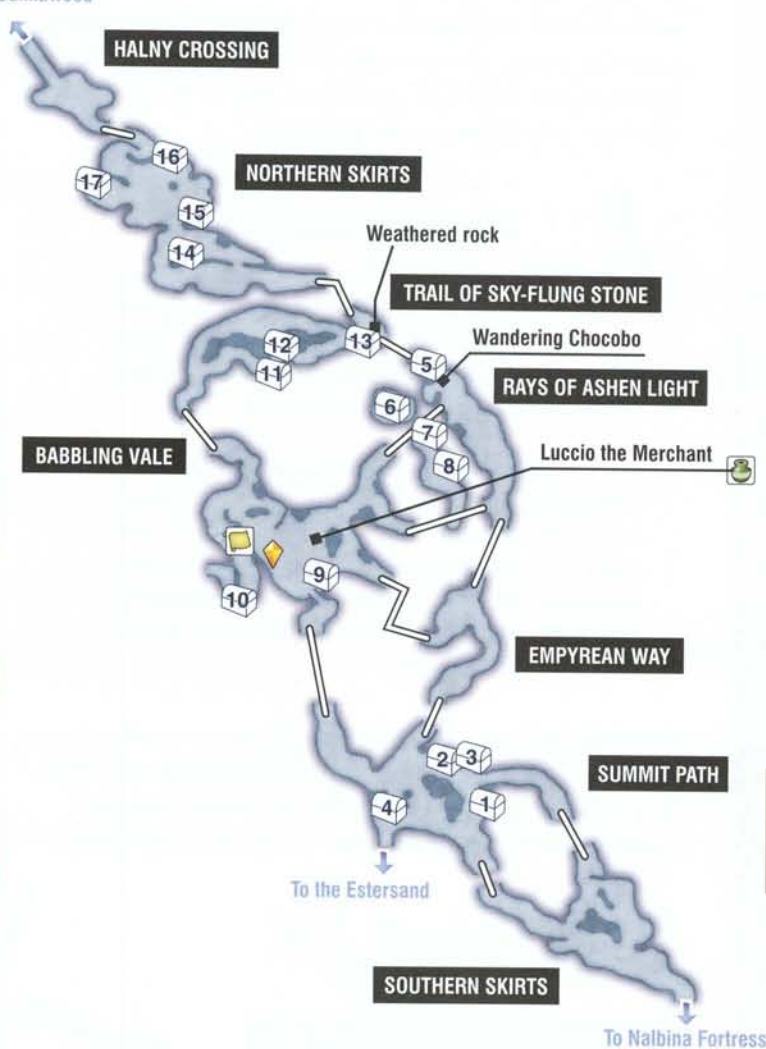 HALNY CROSSING
16
17
NORTHERN SKIRTS
15
14
Weathered rock
TRAIL OF SKY-FLUNG STONE
13
12
Wandering Chocobo
5
11
RAYS OF ASHEN LIGHT
6
7
BABBLING VALE
Luccio the Merchant
8
9
10
EMPYREAN WAY
2
3
SUMMIT PATH
4
1
To the Estersand
SOUTHERN SKIRTS
To Nalbina Fortress